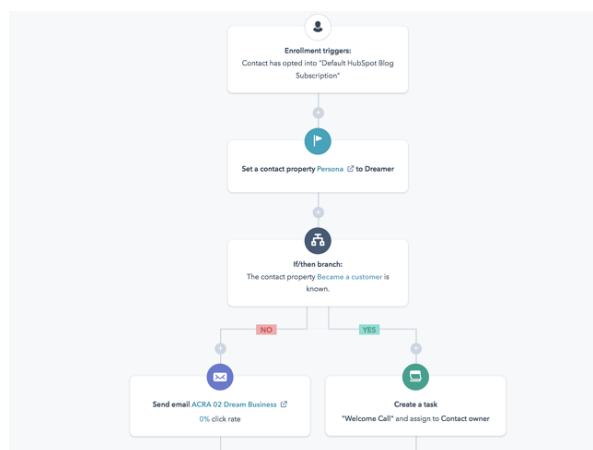 Enrollment triggers:
Contact has opted into "Default HubSpot Blog
Subscription"
Set a contact property Persona to Dreamer
If/then branch:
The contact property Became a customer is
known.
NO
YES
Send email ACRA 02 Dream Business
0% click rate
Create a task
"Welcome Call" and assign to Contact owner